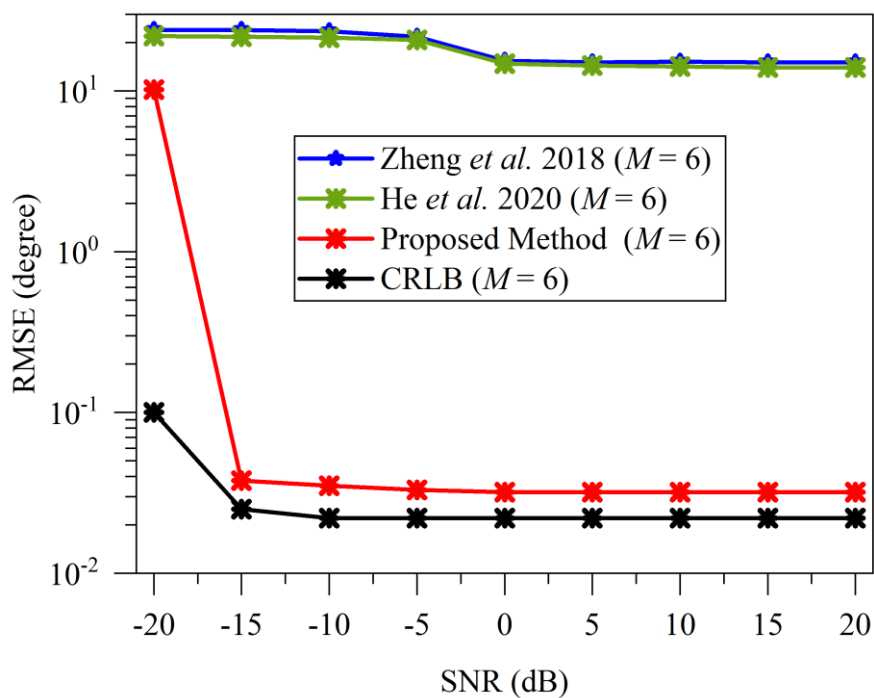 10^1
10^0
10^-1
10^-2
RMSE (degree)
Zheng et al. 2018 (M = 6)
He et al. 2020 (M = 6)
Proposed Method (M = 6)
CRLB (M = 6)
-20 -15 -10 -5 0 5 10 15 20
SNR (dB)